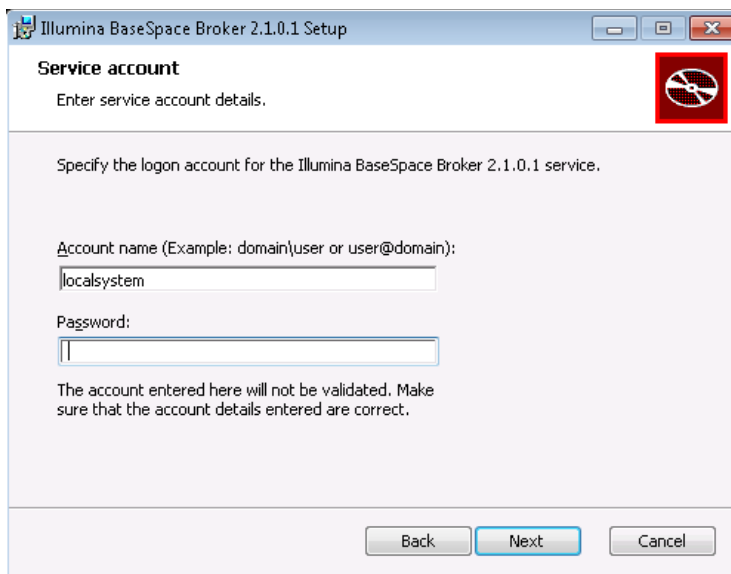 Illumina BaseSpace Broker 2.1.0.1 Setup
Service account
Enter service account details.
Specify the logon account for the Illumina BaseSpace Broker 2.1.0.1 service.
Account name (Example: domain\user or user@domain):
localsystem
Password:
The account entered here will not be validated. Make
sure that the account details entered are correct.
Back Next Cancel